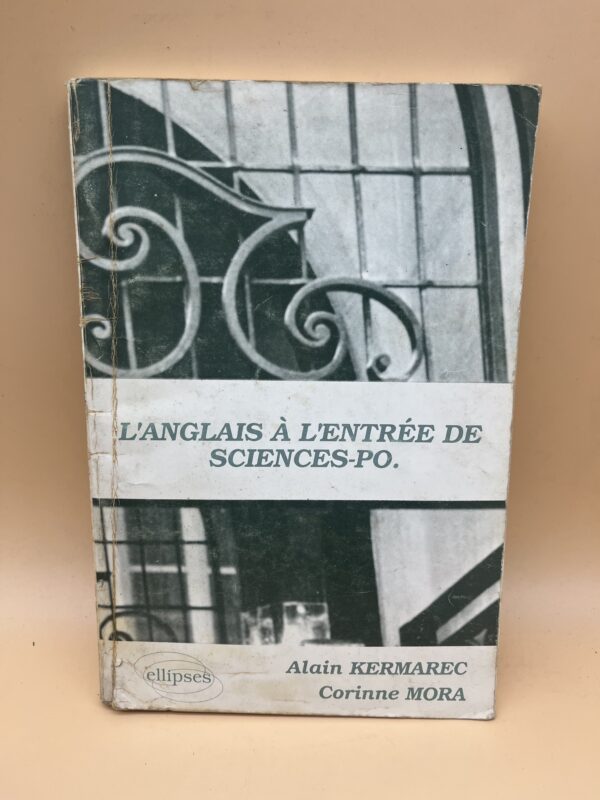 L'ANGLAIS À L'ENTRÉE DE
SCIENCES-PO.
ellipses
Alain KERMAREC
Corinne MORA